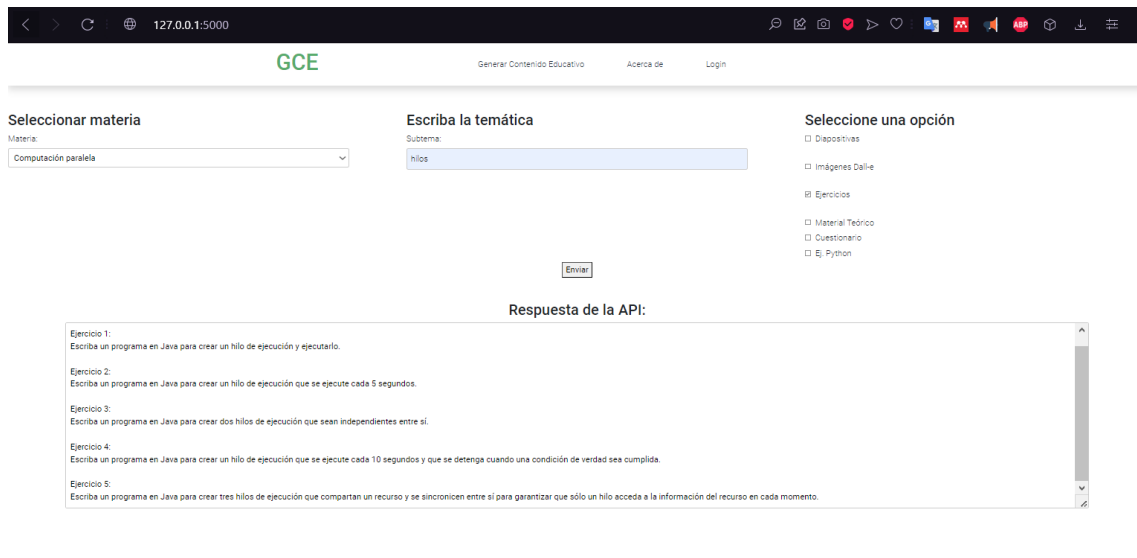 127.0.0.1:5000
ABP
GCE
Generar Contenido Educativo
Acerca de
Login
Seleccionar materia
Materia:
Computación paralela
Escriba la temática
Subtema:
hilos
Seleccione una opción
Diapositivas
Imágenes Dall-e
Ejercicios
Material Teórico
Cuestionario
Ej. Python
Enviar
Respuesta de la API:
Ejercicio 1:
Escriba un programa en Java para crear un hilo de ejecución y ejecutarlo.
Ejercicio 2:
Escriba un programa en Java para crear un hilo de ejecución que se ejecute cada 5 segundos.
Ejercicio 3:
Escriba un programa en Java para crear dos hilos de ejecución que sean independientes entre sí.
Ejercicio 4:
Escriba un programa en Java para crear un hilo de ejecución que se ejecute cada 10 segundos y que se detenga cuando una condición de verdad sea cumplida.
Ejercicio 5:
Escriba un programa en Java para crear tres hilos de ejecución que compartan un recurso y se sincronicen entre sí para garantizar que sólo un hilo acceda a la información del recurso en cada momento.